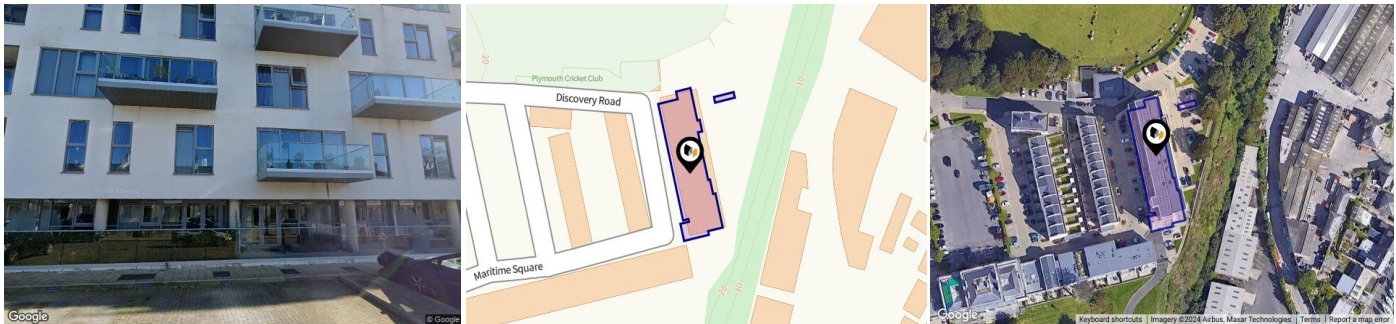 Google
© Google
20
Plymouth Cricket Club
Discovery Road
10
Maritime Square
20
10
Google
Keyboard shortcuts
Imagery ©2024 Airbus, Maxar Technologies
Terms
Report a map error